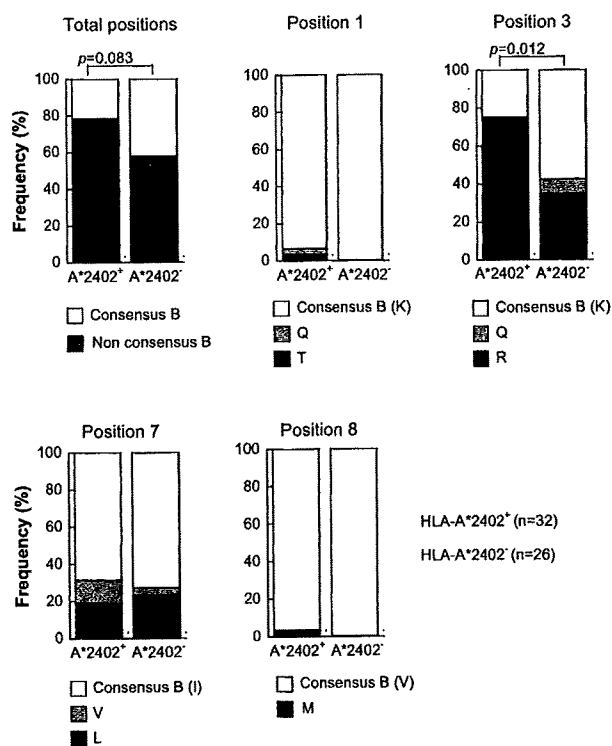 Total positions
Position 1
Position 3
p=0.083
p=0.012
Frequency (%)
100
80
60
40
20
0
100
80
60
40
20
0
100
80
60
40
20
0
A*2402⁺ A*2402⁻
A*2402⁺ A*2402⁻
A*2402⁺ A*2402⁻
Consensus B
Non consensus B
Consensus B (K)
Q
T
Consensus B (K)
Q
R
Position 7
Position 8
Frequency (%)
100
80
60
40
20
0
100
80
60
40
20
0
A*2402⁺ A*2402⁻
A*2402⁺ A*2402⁻
HLA-A*2402⁺ (n=32)
HLA-A*2402⁻ (n=26)
Consensus B (I)
V
L
Consensus B (V)
M